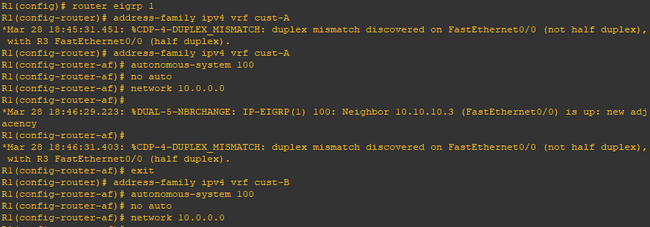 R1(config)# router eigrp 1
R1(config-router)# address-family ipv4 vrf cust-A
*Mar 28 18:45:31.451: %CDP-4-DUPLEX_MISMATCH: duplex mismatch discovered on FastEthernet0/0 (not half duplex),
 with R3 FastEthernet0/0 (half duplex).
R1(config-router)# address-family ipv4 vrf cust-A
R1(config-router-af)# autonomous-system 100
R1(config-router-af)# no auto
R1(config-router-af)# network 10.0.0.0
R1(config-router-af)#
*Mar 28 18:46:29.223: %DUAL-5-NBRCHANGE: IP-EIGRP(1) 100: Neighbor 10.10.10.3 (FastEthernet0/0) is up: new adj
acency
R1(config-router-af)#
*Mar 28 18:46:31.403: %CDP-4-DUPLEX_MISMATCH: duplex mismatch discovered on FastEthernet0/0 (not half duplex),
 with R3 FastEthernet0/0 (half duplex).
R1(config-router-af)# exit
R1(config-router)# address-family ipv4 vrf cust-B
R1(config-router-af)# autonomous-system 100
R1(config-router-af)# no auto
R1(config-router-af)# network 10.0.0.0